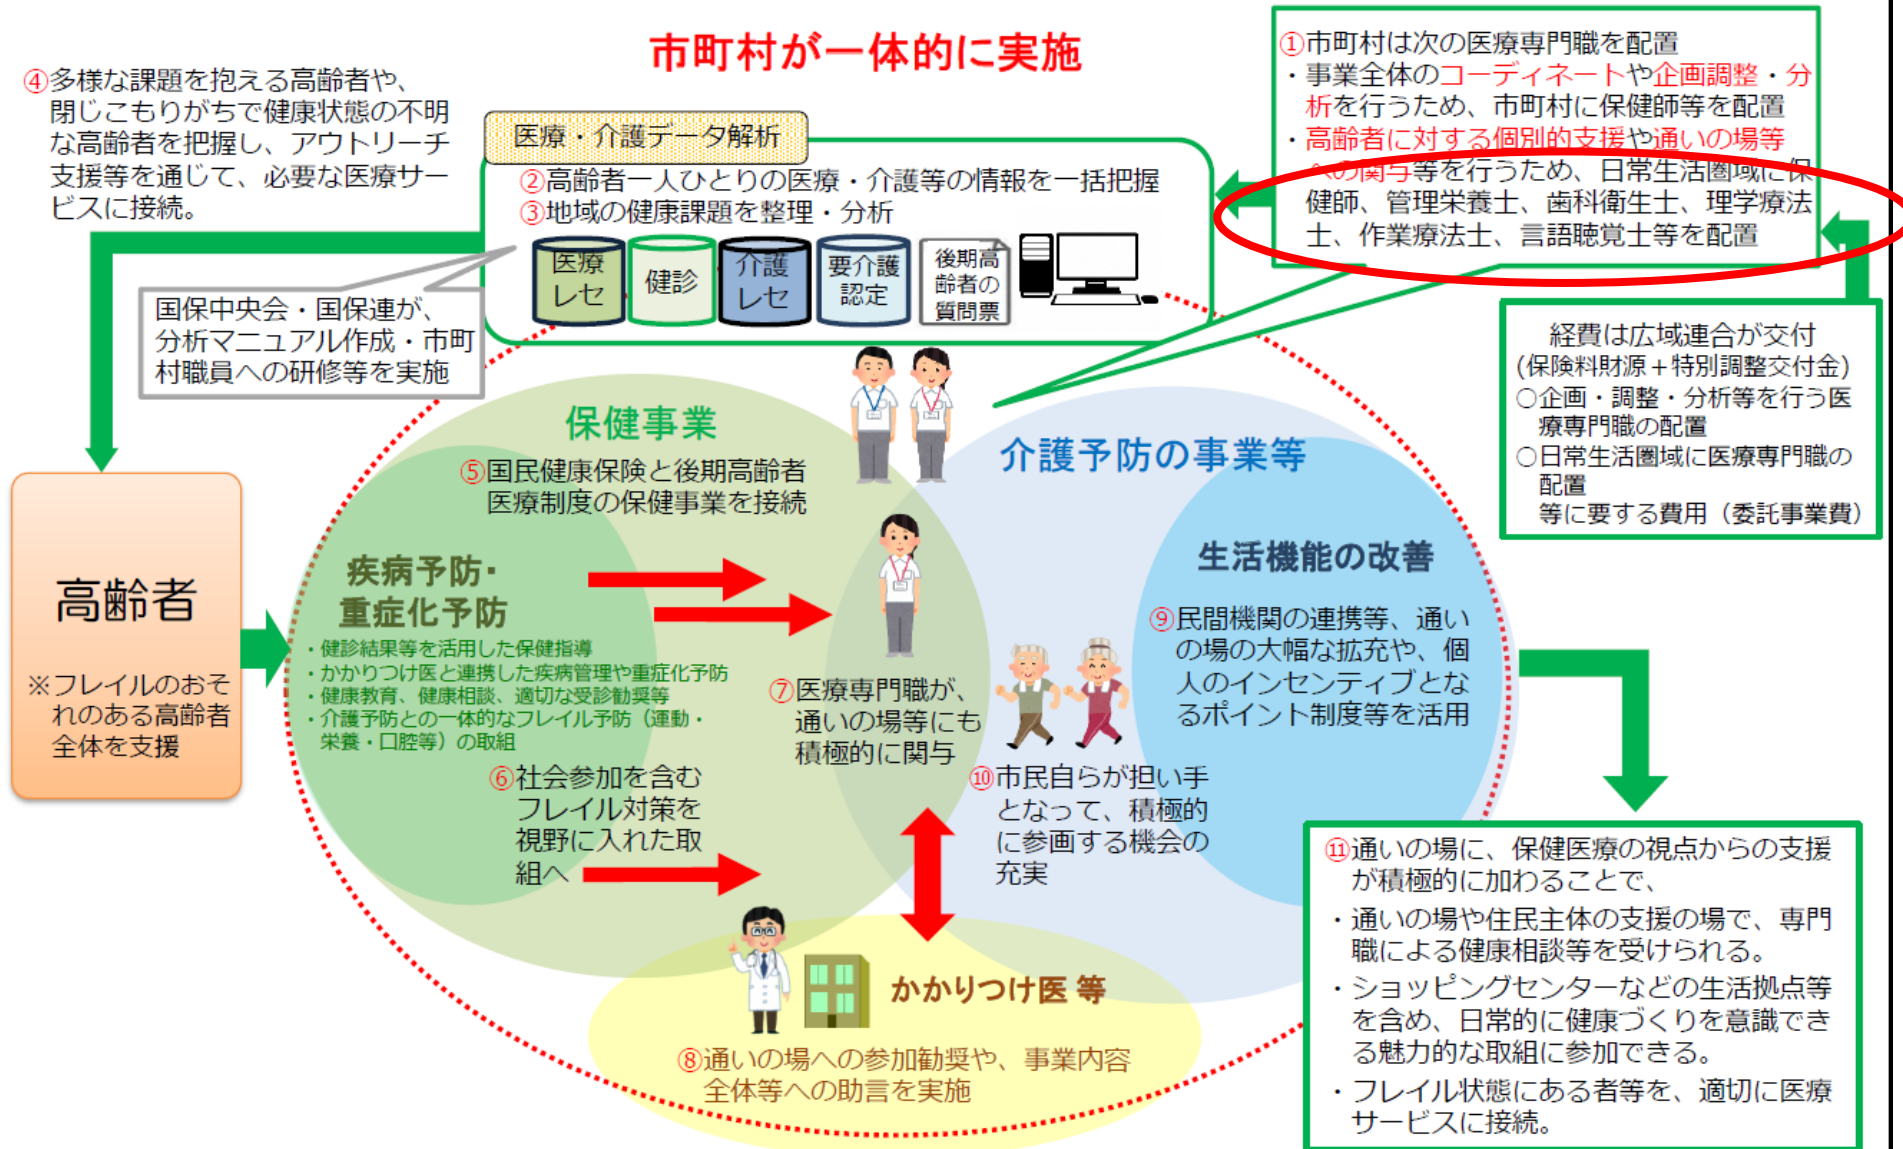 市町村が一体的に実施
④多様な課題を抱える高齢者や、
閉じこもりがちで健康状態の不明
な高齢者を把握し、アウトリーチ
支援等を通じて、必要な医療サー
ビスに接続。
医療・介護データ解析
②高齢者一人ひとりの医療・介護等の情報を一括把握
③地域の健康課題を整理・分析
医療
レセ
健診
介護
レセ
要介護
認定
後期高
齢者の
質問票
①市町村は次の医療専門職を配置
・事業全体のコーディネートや企画調整・分
析を行うため、市町村に保健師等を配置
・高齢者に対する個別的支援や通いの場等
への関与等を行うため、日常生活圏域に保
健師、管理栄養士、歯科衛生士、理学療法
士、作業療法士、言語聴覚士等を配置
国保中央会・国保連が、
分析マニュアル作成・市町
村職員への研修等を実施
経費は広域連合が交付
(保険料財源＋特別調整交付金)
○企画・調整・分析等を行う医
療専門職の配置
○日常生活圏域に医療専門職の
配置
等に要する費用（委託事業費）
高齢者
※フレイルのおそ
れのある高齢者
全体を支援
保健事業
⑤国民健康保険と後期高齢者
医療制度の保健事業を接続
疾病予防・
重症化予防
・健診結果等を活用した保健指導
・かかりつけ医と連携した疾病管理や重症化予防
・健康教育、健康相談、適切な受診勧奨等
・介護予防との一体的なフレイル予防（運動・
栄養・口腔等）の取組
⑥社会参加を含む
フレイル対策を
視野に入れた取
組へ
⑦医療専門職が、
通いの場等にも
積極的に関与
介護予防の事業等
生活機能の改善
⑨民間機関の連携等、通い
の場の大幅な拡充や、個
人のインセンティブとな
るポイント制度等を活用
⑩市民自らが担い手
となって、積極的
に参画する機会の
充実
かかりつけ医 等
⑧通いの場への参加勧奨や、事業内容
全体等への助言を実施
⑪通いの場に、保健医療の視点からの支援
が積極的に加わることで、
・通いの場や住民主体の支援の場で、専門
職による健康相談等を受けられる。
・ショッピングセンターなどの生活拠点等
を含め、日常的に健康づくりを意識でき
る魅力的な取組に参加できる。
・フレイル状態にある者等を、適切に医療
サービスに接続。